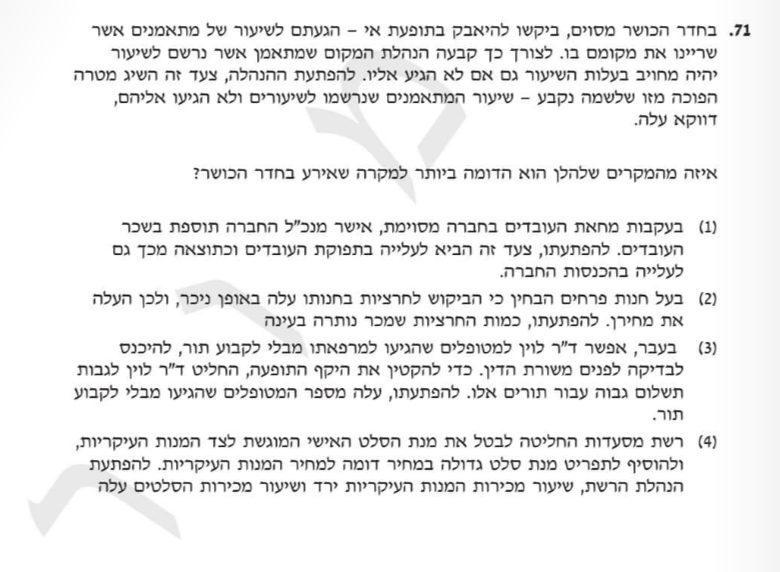 71. בחדר הכושר מסוים, ביקשו להיאבק בתופעת אי – הגעתם לשיעור של מתאמנים אשר
שריינו את מקומם בו. לצורך כך קבעה הנהלת המקום שמתאמן אשר נרשם לשיעור
יהיה מחויב בעלות השיעור גם אם לא הגיע אליו. להפתעת ההנהלה, צעד זה השיג מטרה
הפוכה מזו שלשמה נקבע – שיעור המתאמנים שנרשמו לשיעורים ולא הגיעו אליהם,
דווקא עלה.
איזה מהמקרים שלהלן הוא הדומה ביותר למקרה שאירע בחדר הכושר?
(1) בעקבות מחאת העובדים בחברה מסוימת, אישר מנכ"ל החברה תוספת בשכר
העובדים. להפתעתו, צעד זה הביא לעלייה בתפוקת העובדים וכתוצאה מכך גם
לעלייה בהכנסות החברה.
(2) בעל חנות פרחים הבחין כי הביקוש לחרציות בחנותו עלה באופן ניכר, ולכן העלה
את מחירן. להפתעתו, כמות החרציות שמכר נותרה בעינה
(3) בעבר, אפשר ד"ר לוין למטופלים שהגיעו למרפאתו מבלי לקבוע תור, להיכנס
לבדיקה לפנים משורת הדין. כדי להקטין את היקף התופעה, החליט ד"ר לוין לגבות
תשלום גבוה עבור תורים אלו. להפתעתו, עלה מספר המטופלים שהגיעו מבלי לקבוע
תור.
(4) רשת מסעדות החליטה לבטל את מנת הסלט האישי המוגשת לצד המנות העיקריות,
ולהוסיף לתפריט מנת סלט גדולה במחיר דומה למחיר המנות העיקריות. להפתעת
הנהלת הרשת, שיעור מכירות המנות העיקריות ירד ושיעור מכירות הסלטים עלה